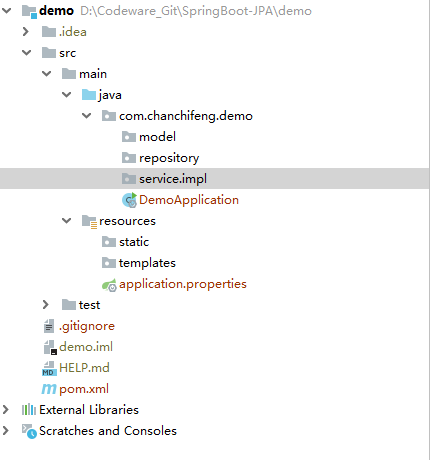 demo D:\Codeware_Git\SpringBoot-JPA\demo
.idea
src
main
java
com.chanchifeng.demo
model
repository
service.impl
DemoApplication
resources
static
templates
application.properties
test
.gitignore
demo.iml
HELP.md
pom.xml
External Libraries
Scratches and Consoles